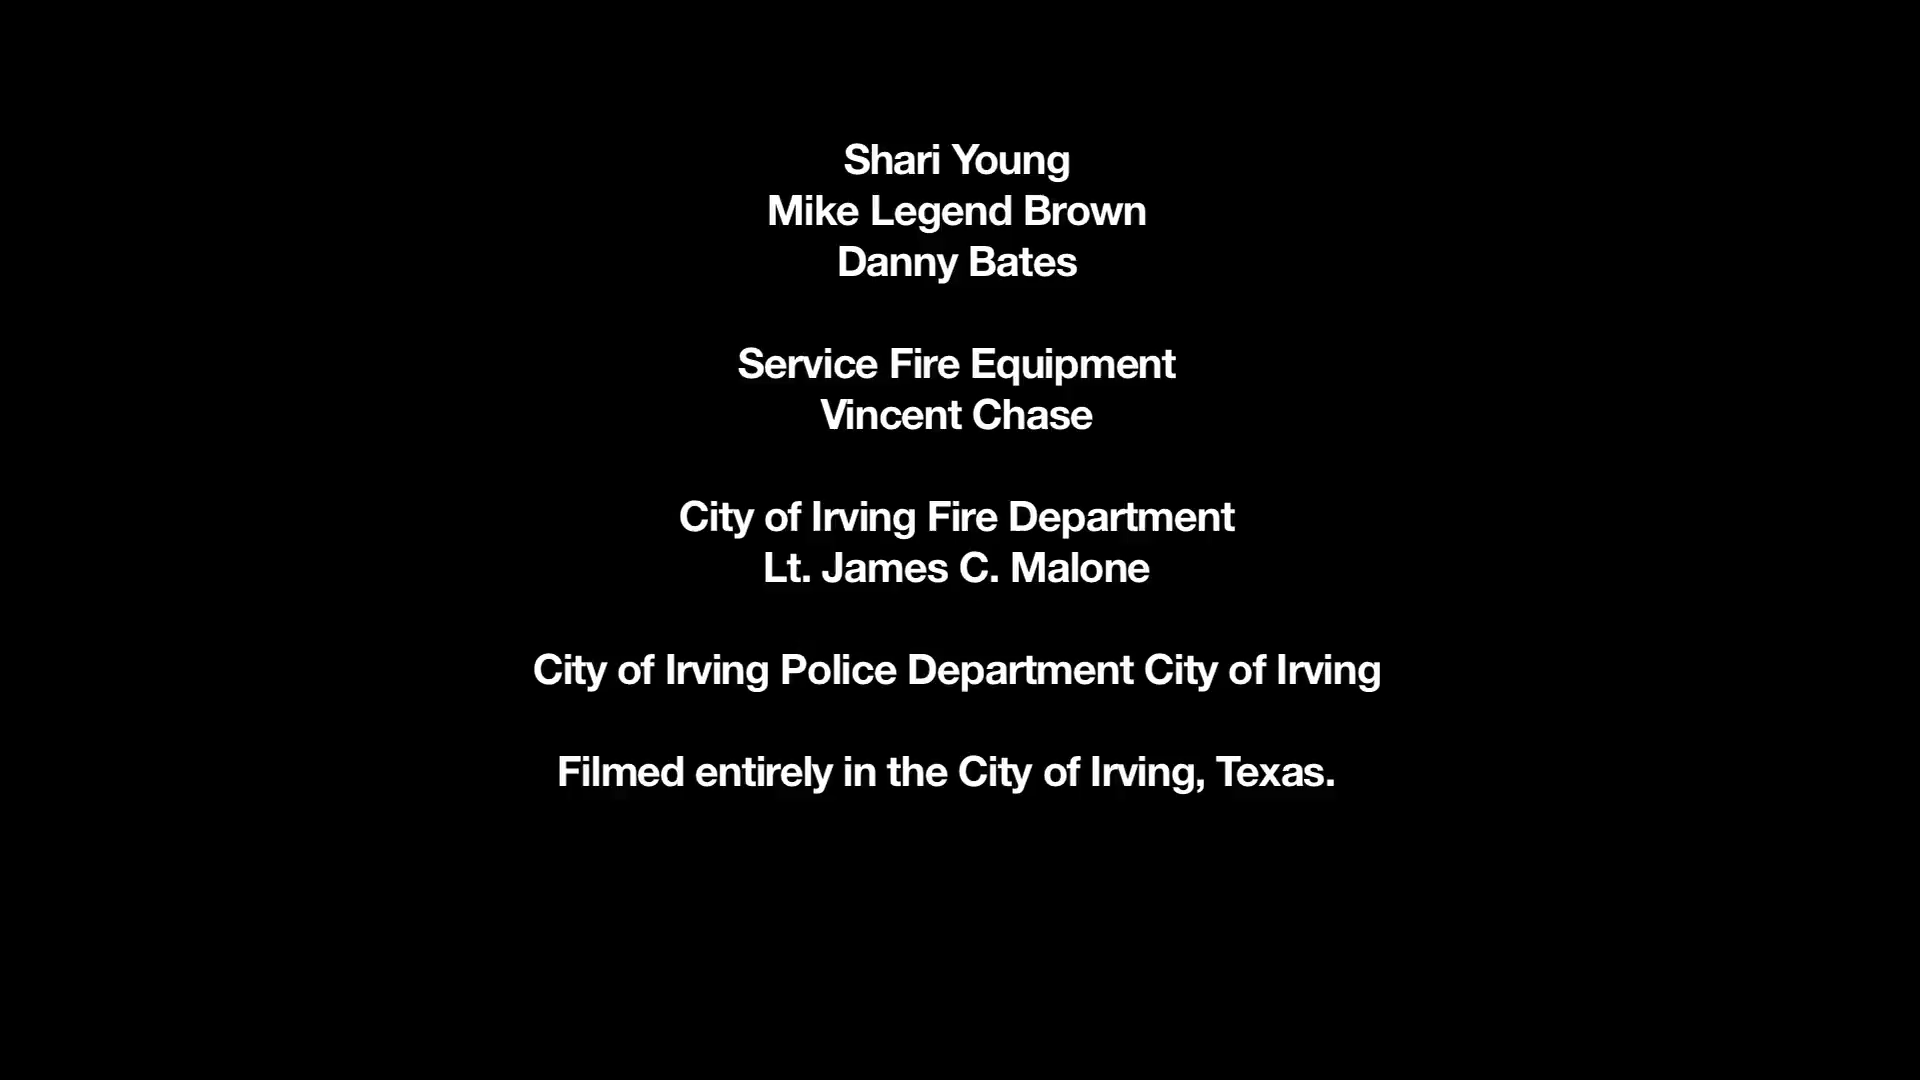 Shari Young
Mike Legend Brown
Danny Bates
Service Fire Equipment
Vincent Chase
City of Irving Fire Department
Lt. James C. Malone
City of Irving Police Department City of Irving
Filmed entirely in the City of Irving, Texas.